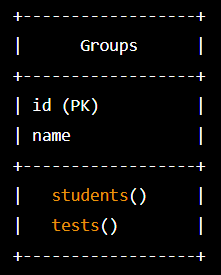 +------------------+
|      Groups      |
+------------------+
| id (PK)          |
| name             |
+------------------+
|   students()     |
|   tests()        |
+------------------+